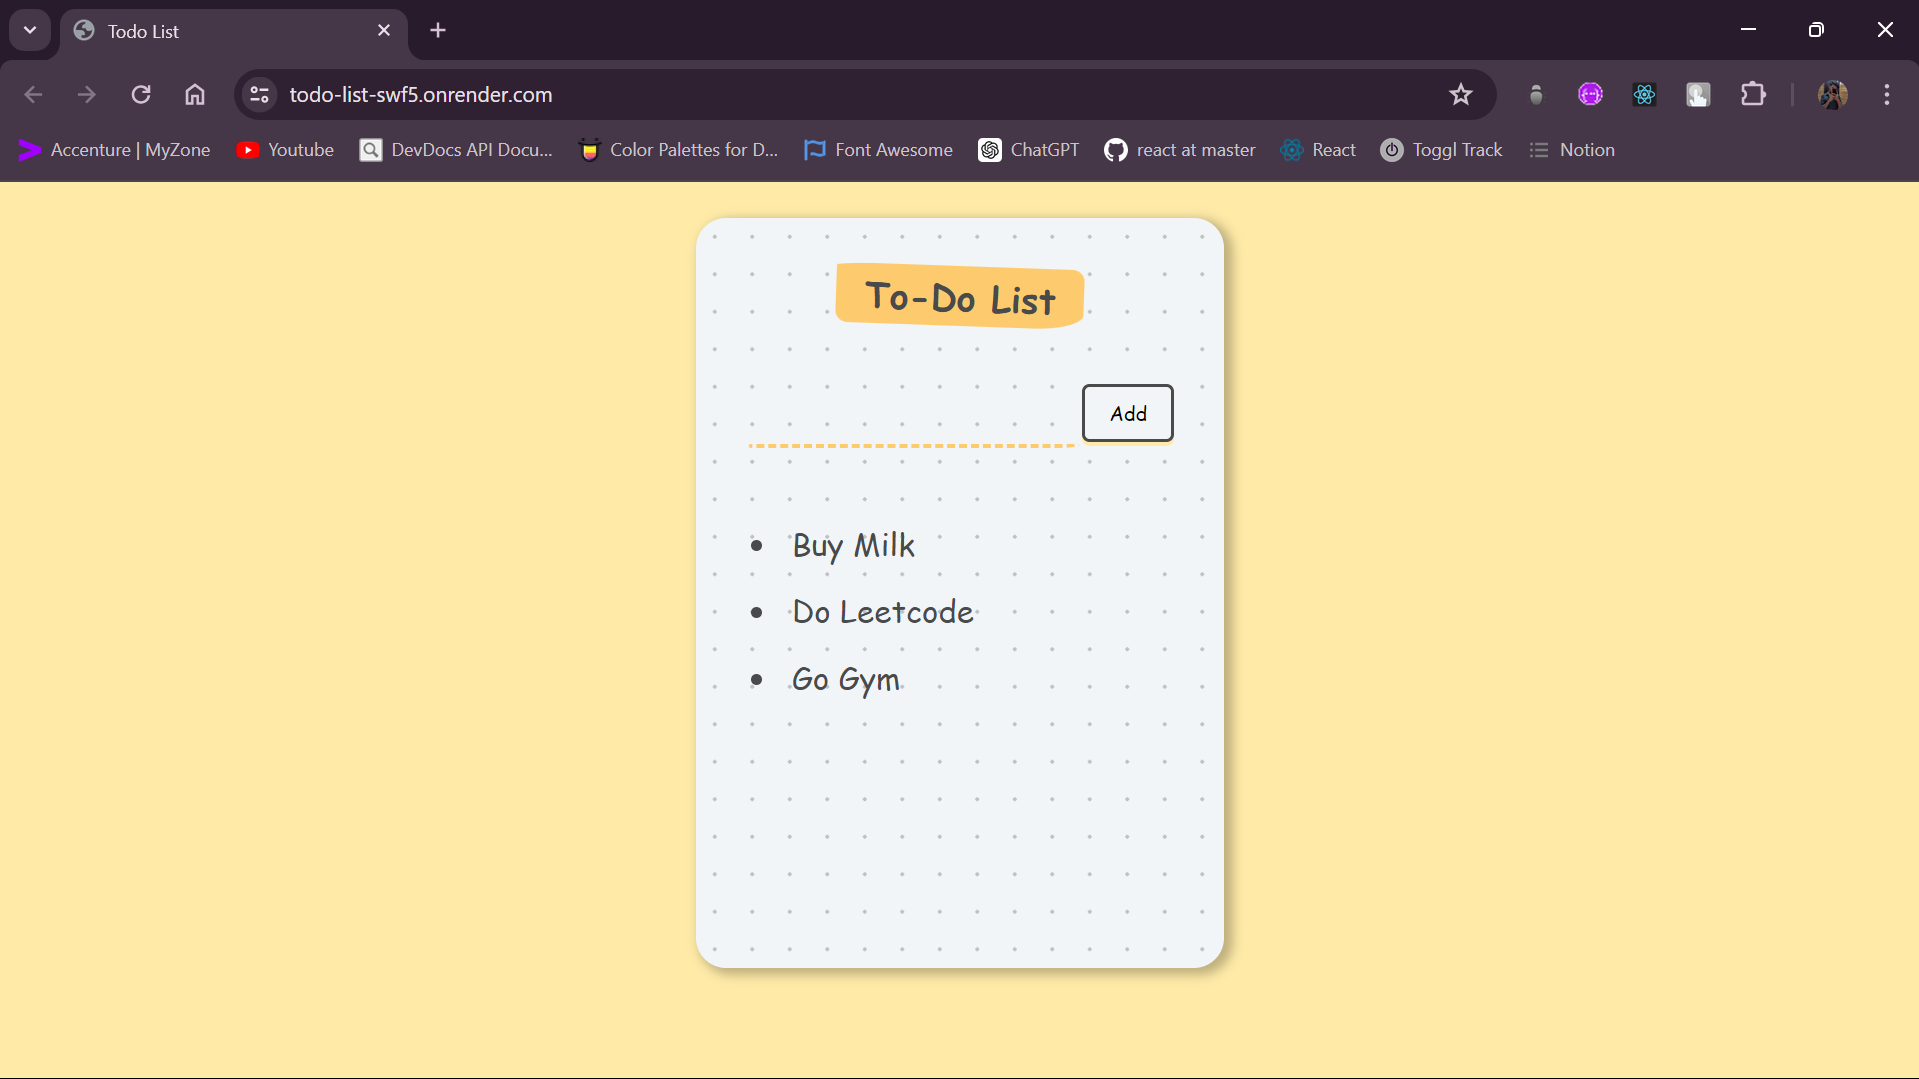 Todo List
todo-list-swf5.onrender.com
Accenture | MyZone Youtube DevDocs API Docu... Color Palettes for D... Font Awesome ChatGPT react at master React Toggl Track Notion
To-Do List
Add
Buy Milk
Do Leetcode
Go Gym